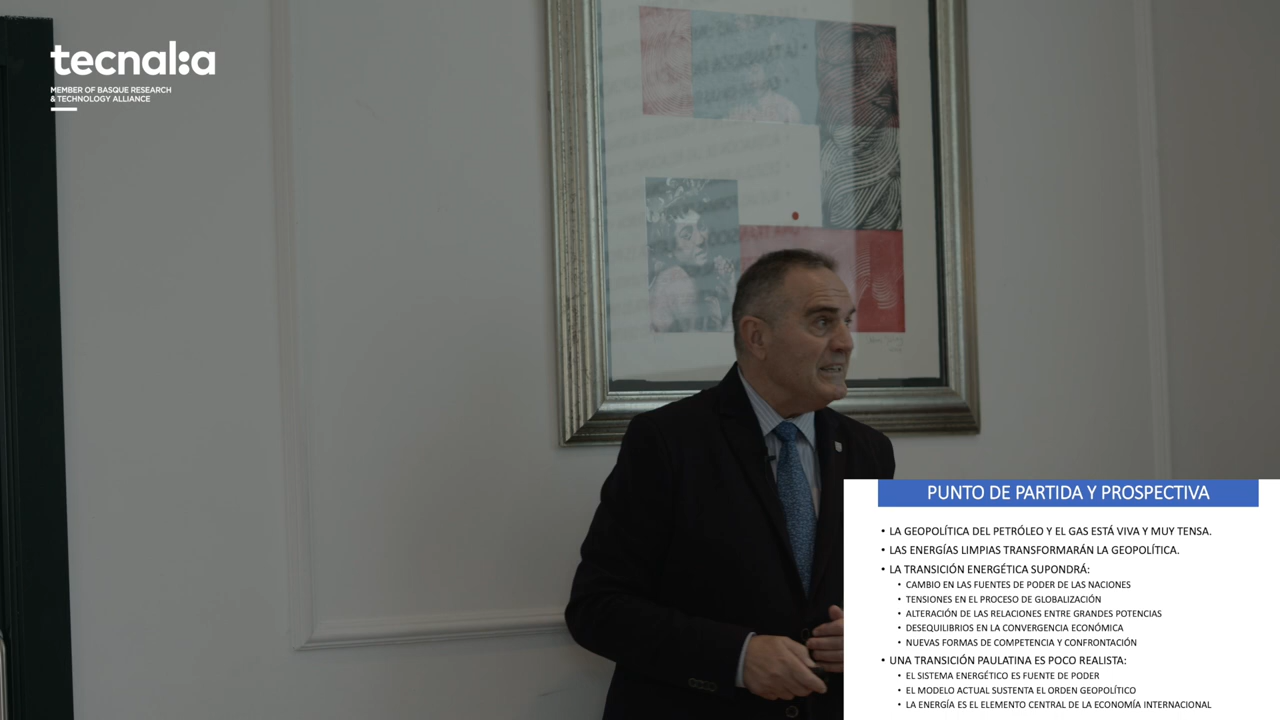 tecnal:a
MEMBER OF BASQUE RESEARCH
& TECHNOLOGY ALLIANCE
PUNTO DE PARTIDA Y PROSPECTIVA
• LA GEOPOLÍTICA DEL PETRÓLEO Y EL GAS ESTÁ VIVA Y MUY TENSA.
• LAS ENERGÍAS LIMPIAS TRANSFORMARÁN LA GEOPOLÍTICA.
• LA TRANSICIÓN ENERGÉTICA SUPONDRÁ:
• CAMBIO EN LAS FUENTES DE PODER DE LAS NACIONES
• TENSIONES EN EL PROCESO DE GLOBALIZACIÓN
• ALTERACIÓN DE LAS RELACIONES ENTRE GRANDES POTENCIAS
• DESEQUILIBRIOS EN LA CONVERGENCIA ECONÓMICA
• NUEVAS FORMAS DE COMPETENCIA Y CONFRONTACIÓN
• UNA TRANSICIÓN PAULATINA ES POCO REALISTA:
• EL SISTEMA ENERGÉTICO ES FUENTE DE PODER
• EL MODELO ACTUAL SUSTENTA EL ORDEN GEOPOLÍTICO
• LA ENERGÍA ES EL ELEMENTO CENTRAL DE LA ECONOMÍA INTERNACIONAL